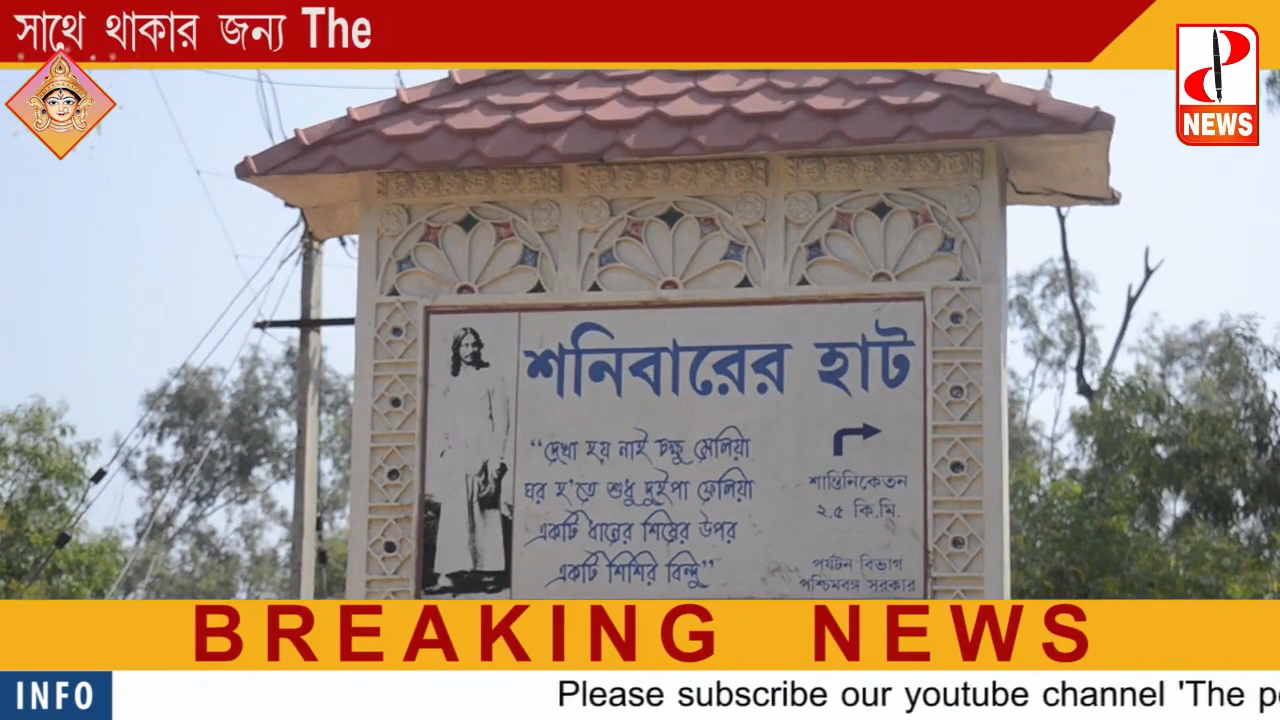 সাথে থাকার জন্য The
NEWS
শনিবারের হাট
“দেখা হয় নাই চক্ষু মেলিয়া
ঘর হ'তে শুধু দুইপা ফেলিয়া
একটি ধানের শিষের উপর
একটি শিশির বিন্দু”
শান্তিনিকেতন
২.৫ কি.মি.
পর্যটন বিভাগ
পশ্চিমবঙ্গ সরকার
BREAKING NEWS
INFO
Please subscribe our youtube channel 'The